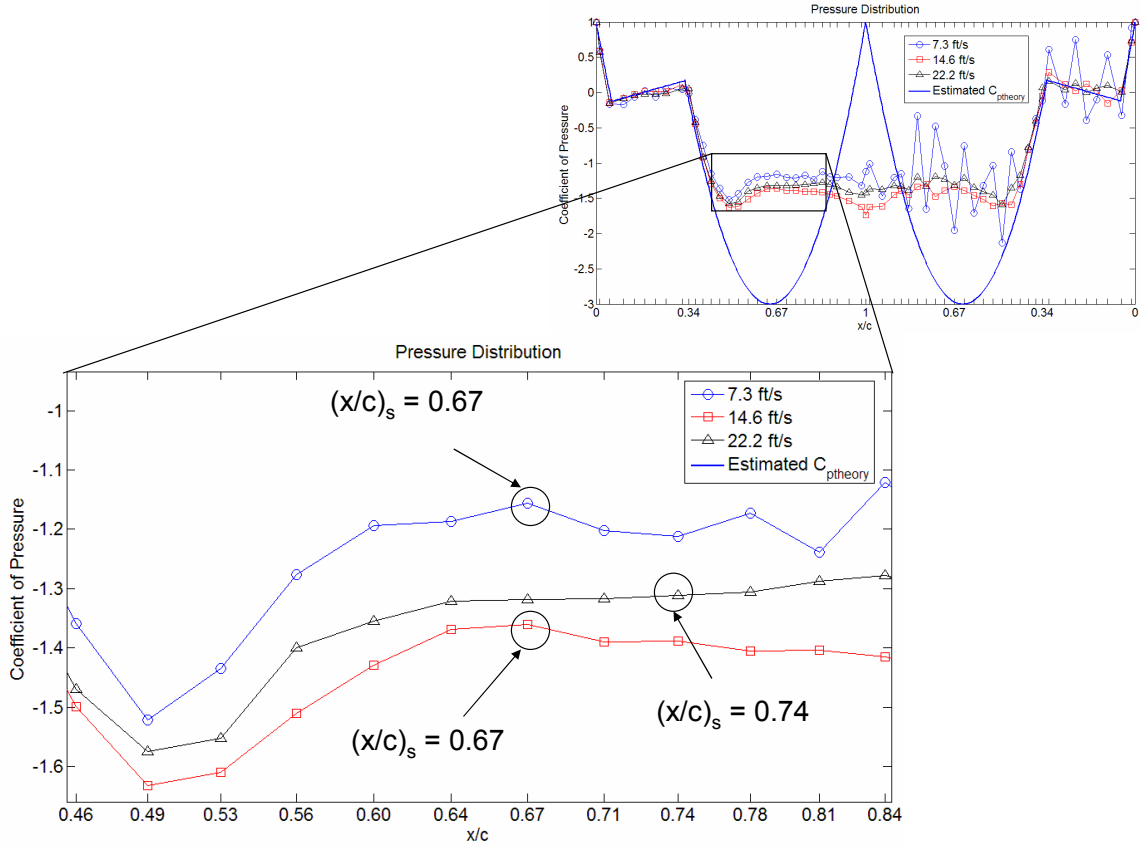 Pressure Distribution
Coefficient of Pressure
1
0.5
0
-0.5
-1
-1.5
-2
-2.5
-3
7.3 ft/s
14.6 ft/s
22.2 ft/s
Estimated Cptheory
0 0.34 0.67 1 0.67 0.34 0
x/c
Pressure Distribution
Coefficient of Pressure
-1
-1.1
-1.2
-1.3
-1.4
-1.5
-1.6
(x/c)s = 0.67
7.3 ft/s
14.6 ft/s
22.2 ft/s
Estimated Cptheory
(x/c)s = 0.74
(x/c)s = 0.67
0.46 0.49 0.53 0.56 0.60 0.64 0.67 0.71 0.74 0.78 0.81 0.84
x/c